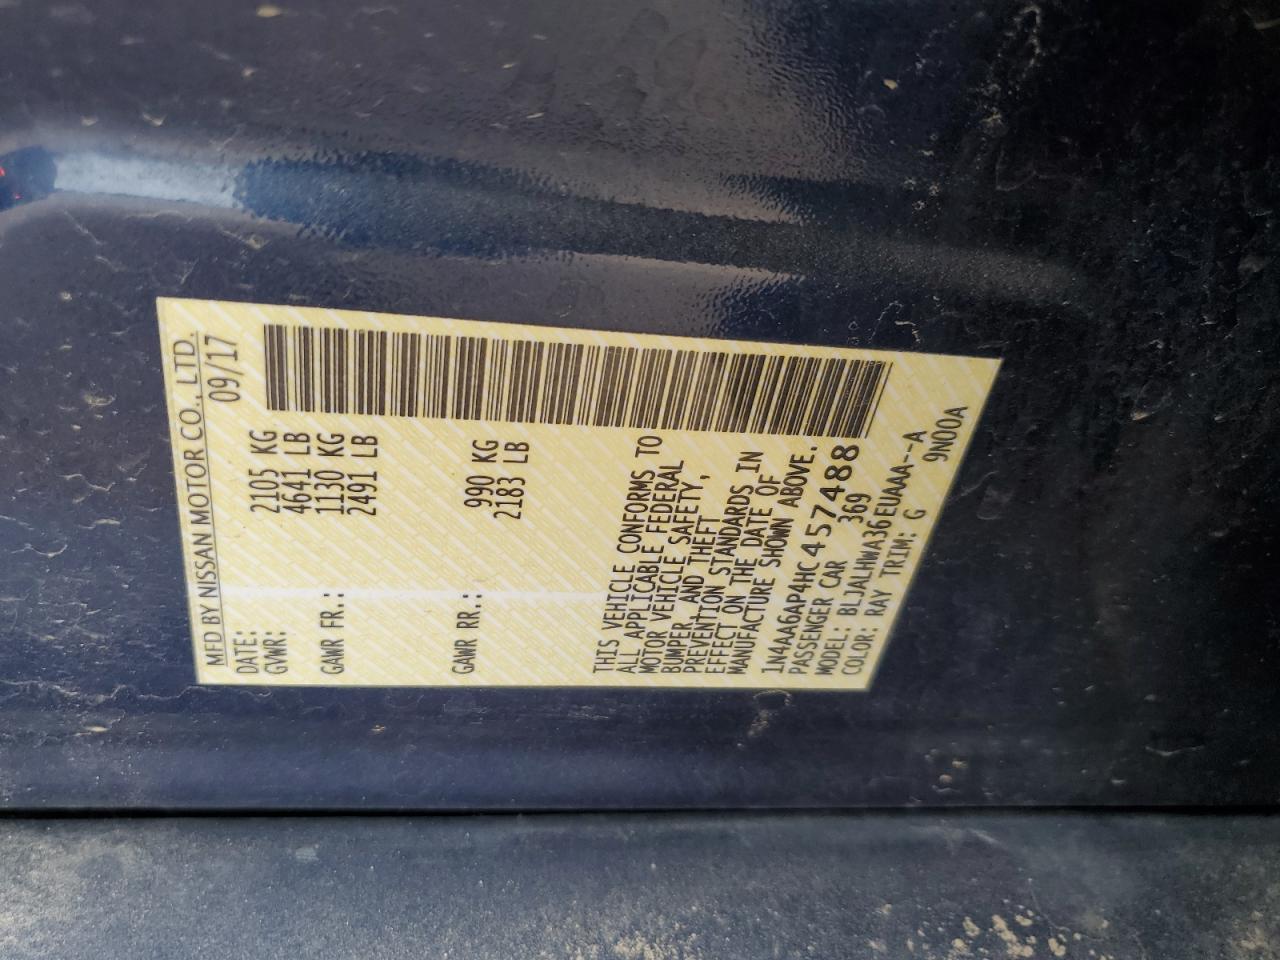 MFD BY NISSAN MOTOR CO., LTD.
DATE: 09/17
GVWR: 2105 KG
4641 LB
GAWR FR.: 1130 KG
2491 LB
GAWR RR.: 990 KG
2183 LB
THIS VEHICLE CONFORMS TO
ALL APPLICABLE FEDERAL
MOTOR VEHICLE SAFETY,
BUMPER, AND THEFT
PREVENTION STANDARDS IN
EFFECT ON THE DATE OF
MANUFACTURE SHOWN ABOVE.
1N4AA6AP4HC457488
PASSENGER CAR 369
MODEL: BLJALHWA36EUAAA--A
COLOR: RAY TRIM: G 9N00A